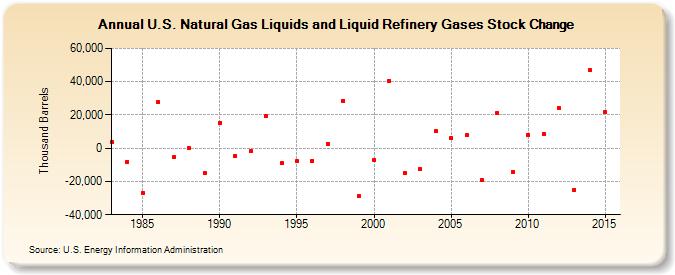 Annual U.S. Natural Gas Liquids and Liquid Refinery Gases Stock Change
Thousand Barrels
60,000
40,000
20,000
0
-20,000
-40,000
1985 1990 1995 2000 2005 2010 2015
Source: U.S. Energy Information Administration